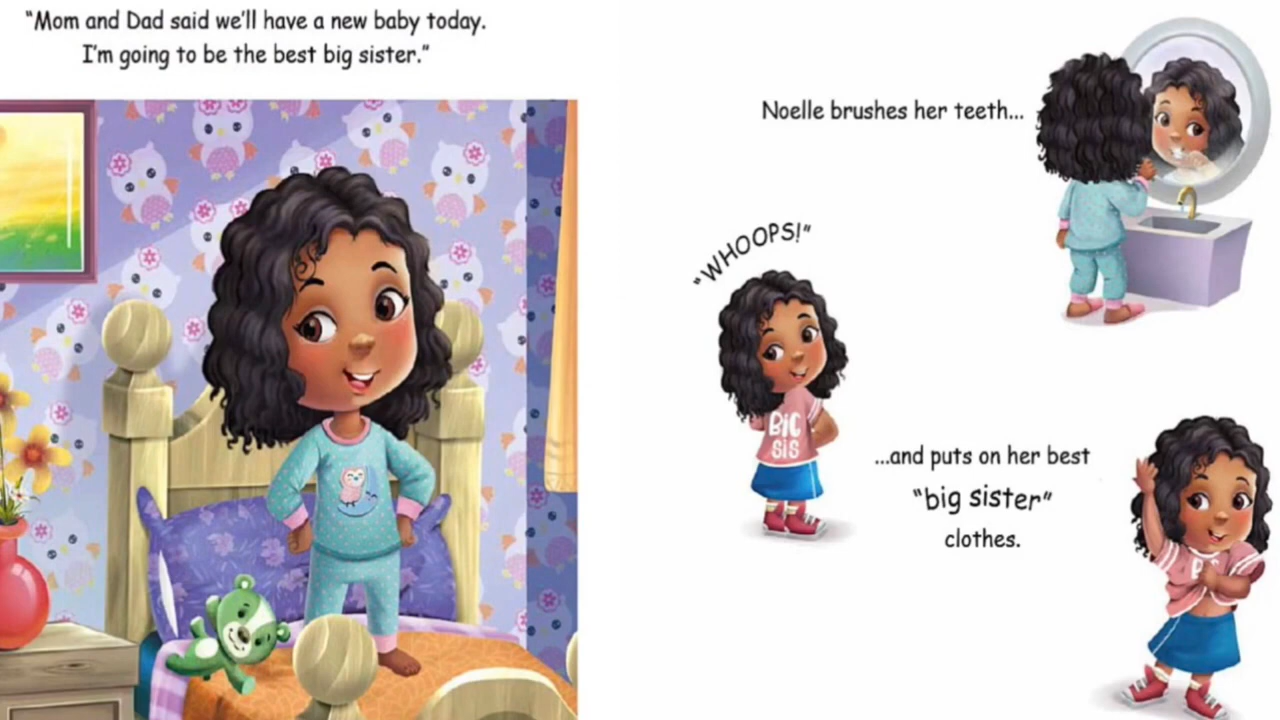 “Mom and Dad said we’ll have a new baby today.
I’m going to be the best big sister.”
Noelle brushes her teeth...
“WHOOPS!”
BIG
SIS
...and puts on her best
“big sister”
clothes.